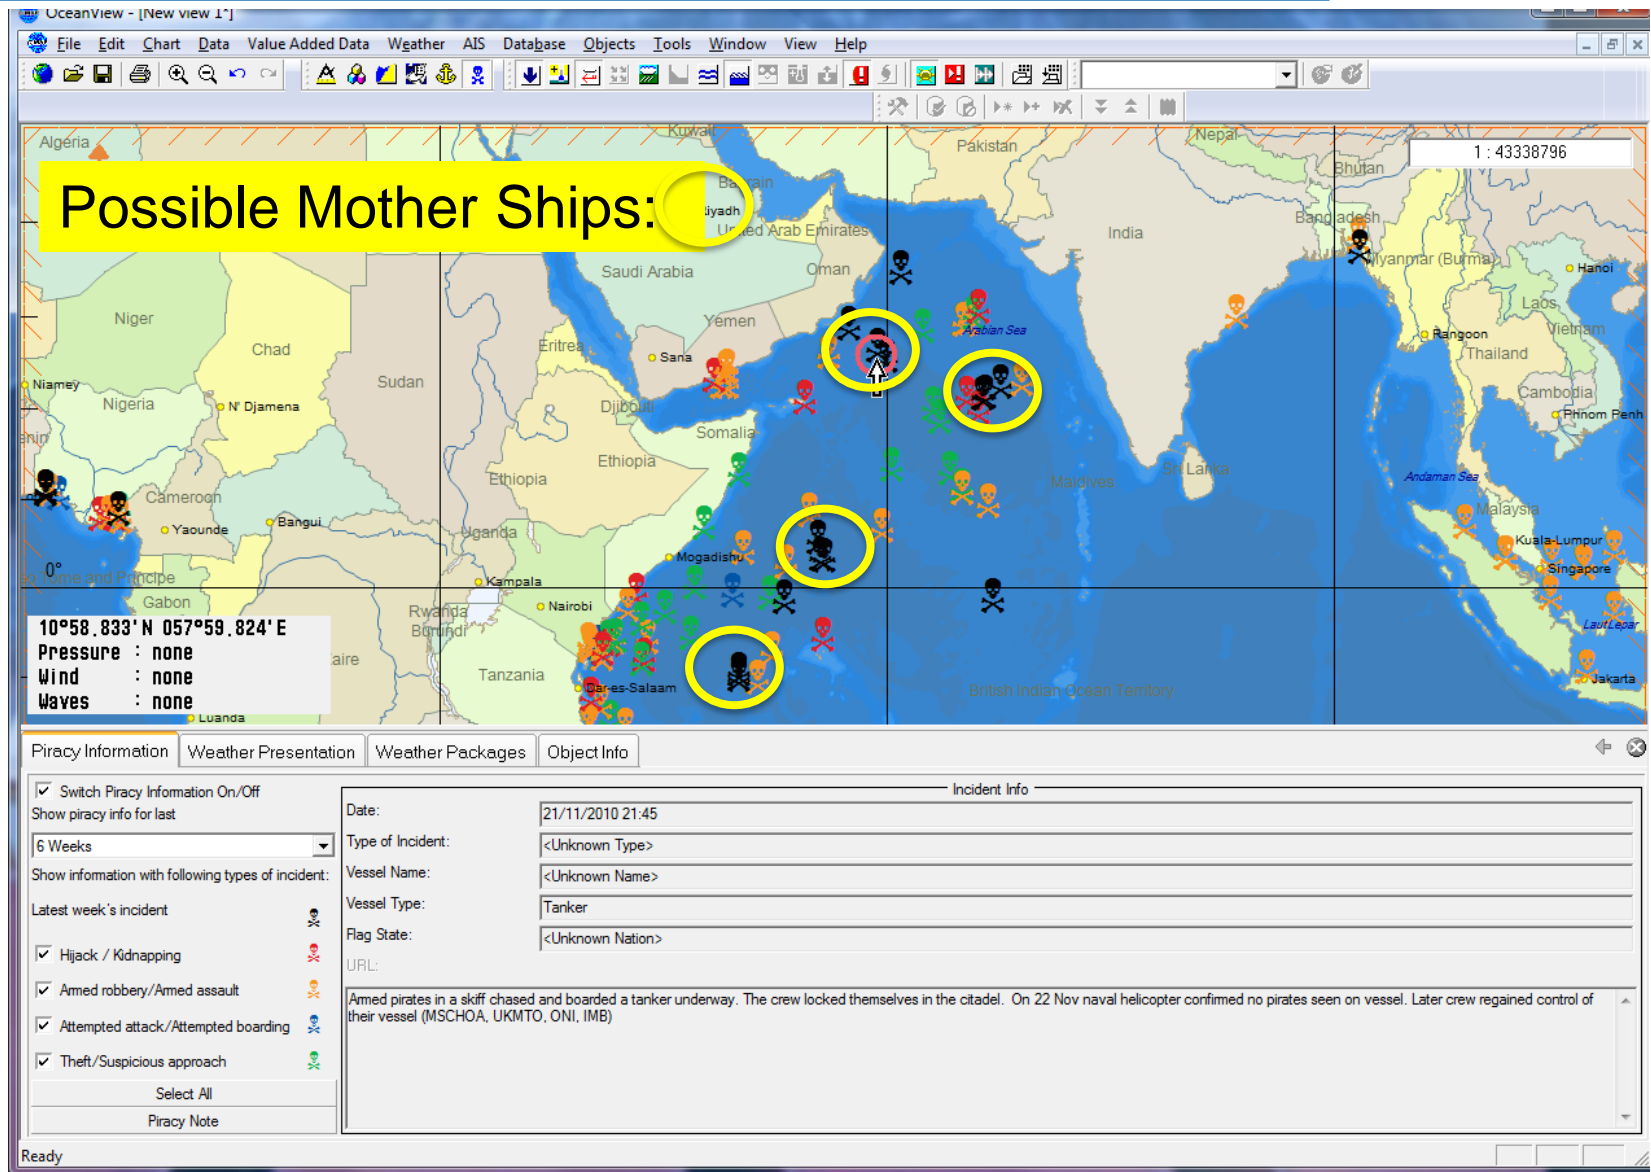 OceanView - [New view 1*]
File Edit Chart Data Value Added Data Weather AIS Database Objects Tools Window View Help
1 : 43338796
Possible Mother Ships:
Algeria
Kuwait
Pakistan
Nepal
Bhutan
Bahrain
iyadh
United Arab Emirates
Bangladesh
India
Myanmar (Burma)
Hanoi
Saudi Arabia
Oman
Laos
Niger
Yemen
Arabian Sea
Rangoon
Vietnam
Chad
Eritrea
Sana
Thailand
Niamey
Sudan
Cambodia
Nigeria
N' Djamena
Djibouti
Phnom Penh
enin
Somalia
Ethiopia
Ethiopia
Sri Lanka
Maldives
Andaman Sea
Cameroon
Malaysia
Yaounde
Bangui
Uganda
Kuala-Lumpur
Mogadishu
Singapore
0°
ome and Principe
Kampala
Gabon
Rwanda
Nairobi
Burundi
Laut Lepar
10°58.833'N 057°59.824'E
Pressure : none
Wind : none
Waves : none
aire
Tanzania
Dar-es-Salaam
British Indian Ocean Territory
Jakarta
Luanda
Piracy Information Weather Presentation Weather Packages Object Info
Switch Piracy Information On/Off
Show piracy info for last
6 Weeks
Show information with following types of incident:
Latest week's incident
Hijack / Kidnapping
Armed robbery/Armed assault
Attempted attack/Attempted boarding
Theft/Suspicious approach
Select All
Piracy Note
Incident Info
Date: 21/11/2010 21:45
Type of Incident: <Unknown Type>
Vessel Name: <Unknown Name>
Vessel Type: Tanker
Flag State: <Unknown Nation>
URL:
Armed pirates in a skiff chased and boarded a tanker underway. The crew locked themselves in the citadel. On 22 Nov naval helicopter confirmed no pirates seen on vessel. Later crew regained control of
their vessel (MSCHOA, UKMTO, ONI, IMB)
Ready